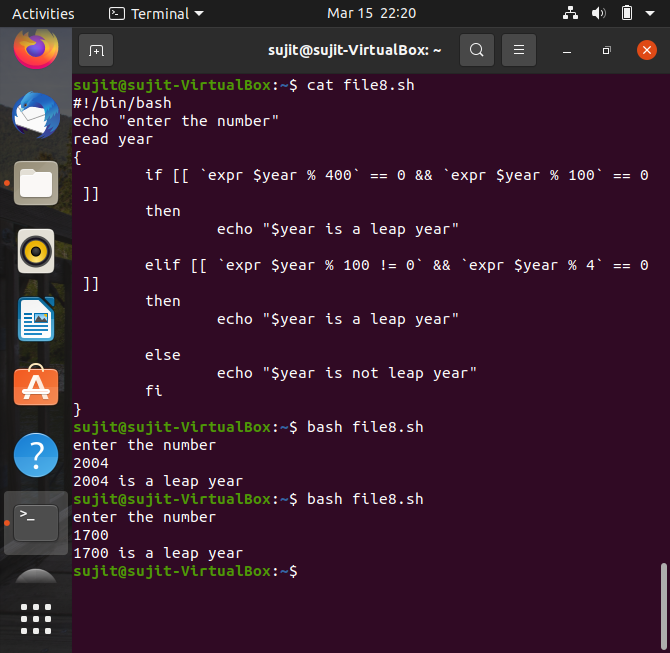 Activities Terminal Mar 15 22:20
sujit@sujit-VirtualBox: ~
sujit@sujit-VirtualBox:~$ cat file8.sh
#!/bin/bash
echo "enter the number"
read year
{
        if [[ `expr $year % 400` == 0 && `expr $year % 100` == 0
 ]]
        then
                echo "$year is a leap year"
        elif [[ `expr $year % 100 != 0` && `expr $year % 4` == 0
 ]]
        then
                echo "$year is a leap year"
        else
                echo "$year is not leap year"
        fi
}
sujit@sujit-VirtualBox:~$ bash file8.sh
enter the number
2004
2004 is a leap year
sujit@sujit-VirtualBox:~$ bash file8.sh
enter the number
1700
1700 is a leap year
sujit@sujit-VirtualBox:~$